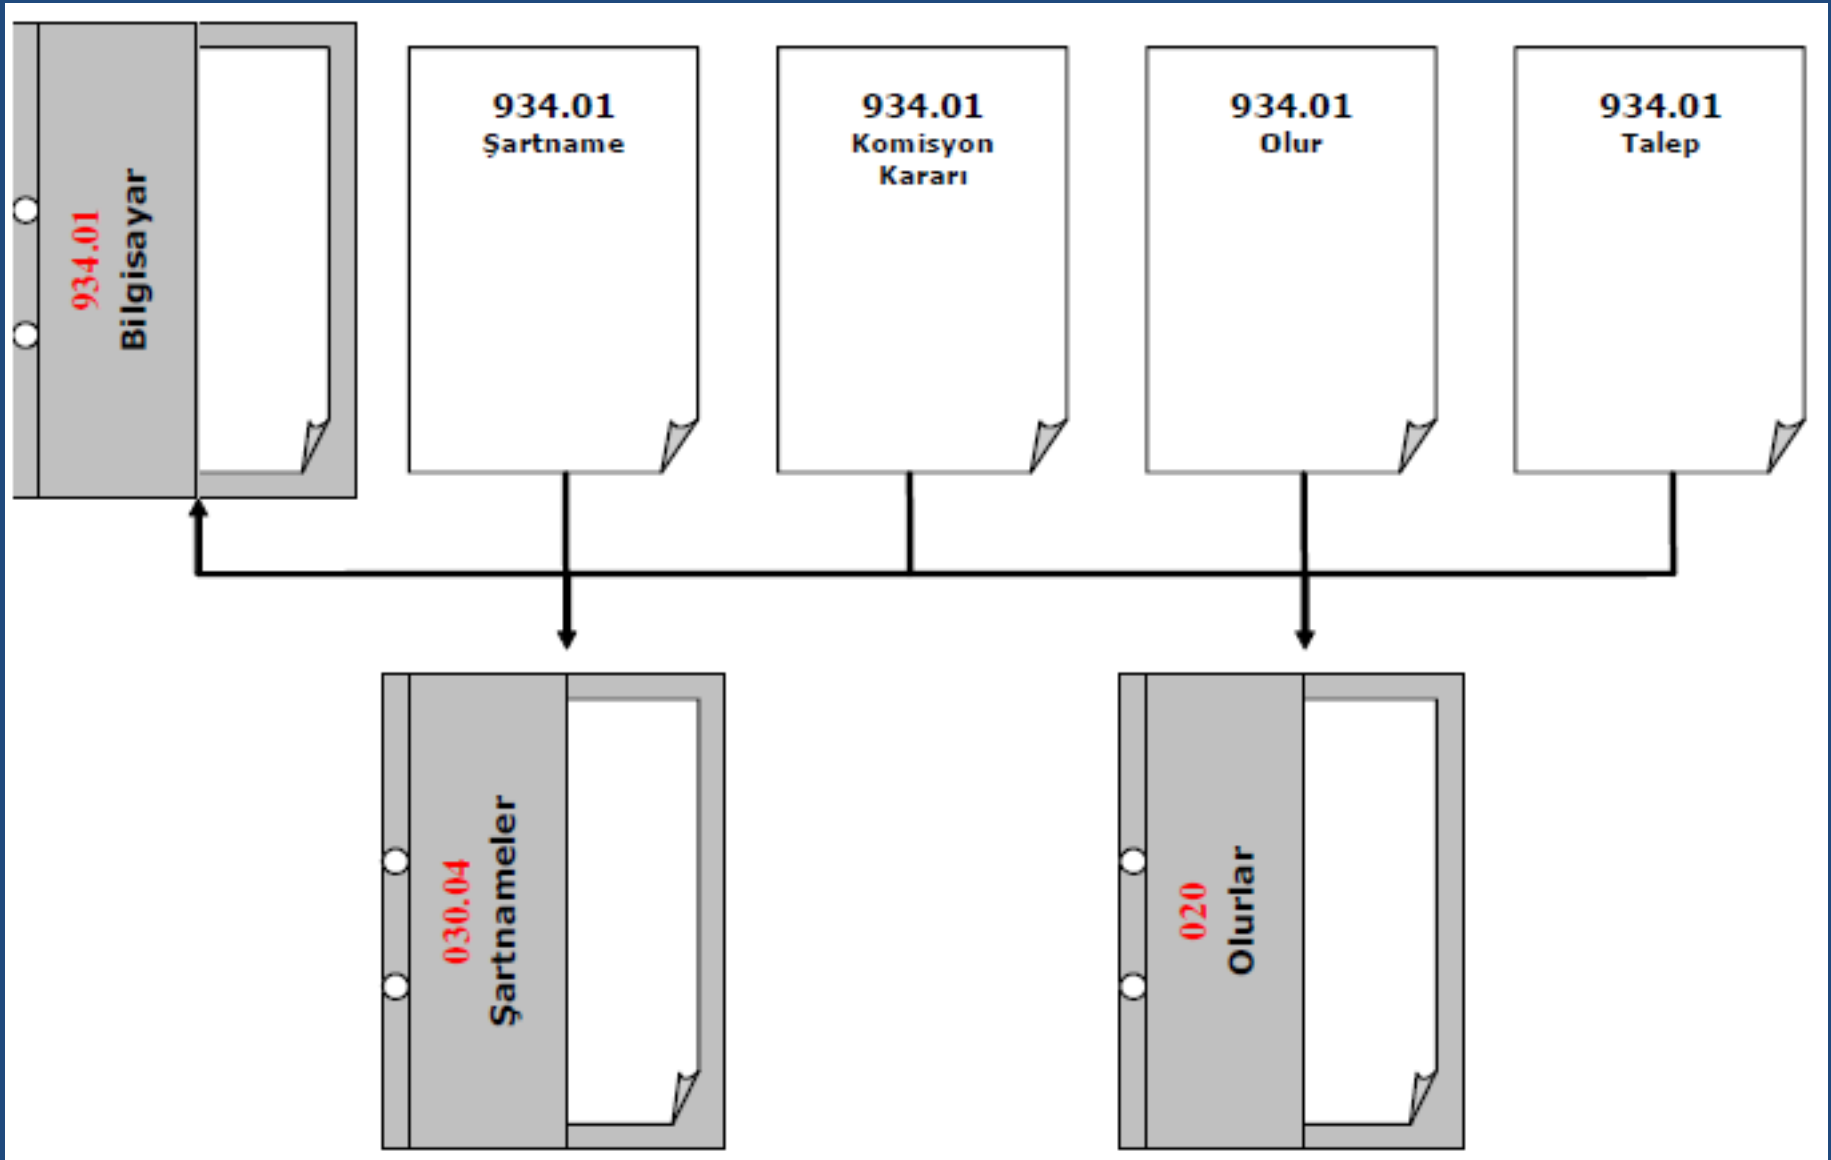 934.01
Bilgisayar
934.01
Şartname
934.01
Komisyon
Kararı
934.01
Olur
934.01
Talep
030.04
Şartnameler
020
Olurlar